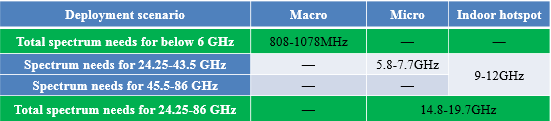 Deployment scenario Macro Micro Indoor hotspot
Total spectrum needs for below 6 GHz 808-1078MHz — —
Spectrum needs for 24.25-43.5 GHz — 5.8-7.7GHz 9-12GHz
Spectrum needs for 45.5-86 GHz — —
Total spectrum needs for 24.25-86 GHz — 14.8-19.7GHz